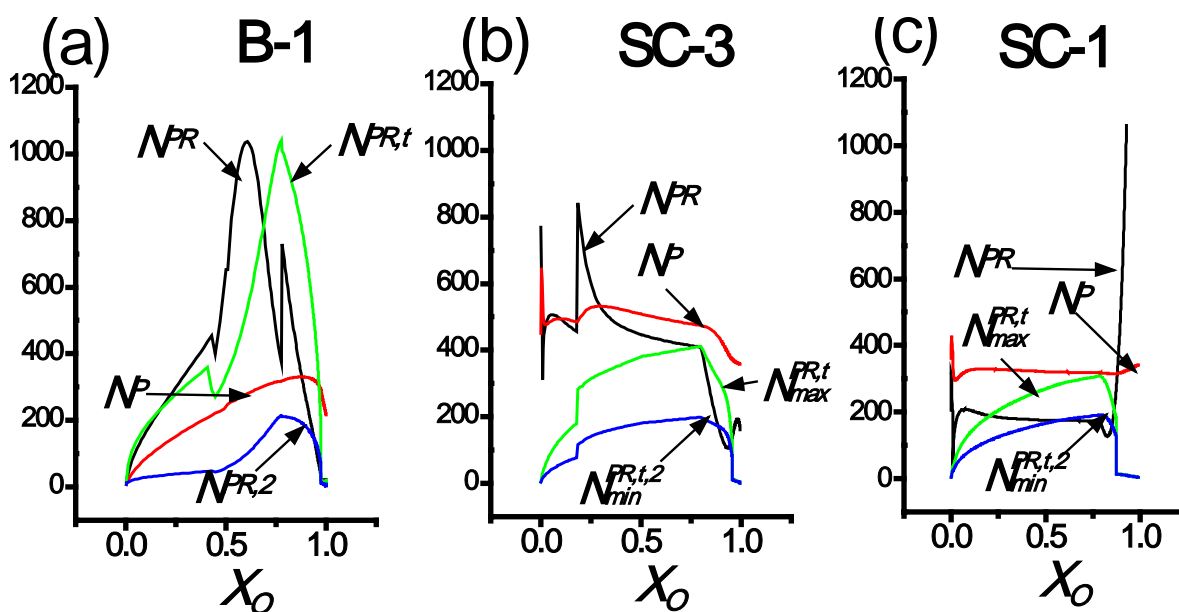 (a) B-1
1200
1000
800
600
400
200
0
0.0 0.5 1.0
X_O
N^PR
N^PR,t
N^P
N^PR,2
(b) SC-3
1200
1000
800
600
400
200
0
0.0 0.5 1.0
X_O
N^PR
N^P
N^PR,t_max
N^PR,t,2_min
(c) SC-1
1200
1000
800
600
400
200
0
0.0 0.5 1.0
X_O
N^PR
N^P
N^PR,t_max
N^PR,t,2_min